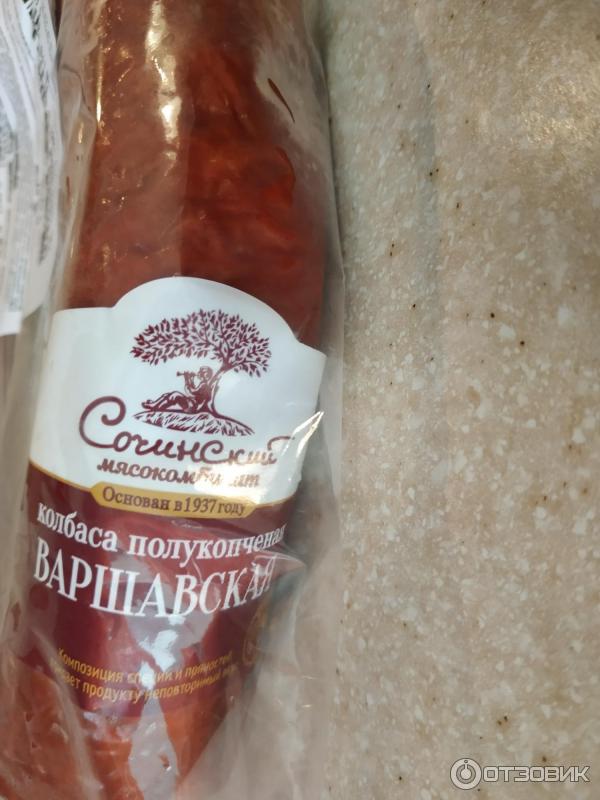 Сочинский
мясокомбинат
Основан в 1937 году
колбаса полукопченая
ВАРШАВСКАЯ
Композиция специй и пряностей
продукту неповторимый
ОТЗОВИК